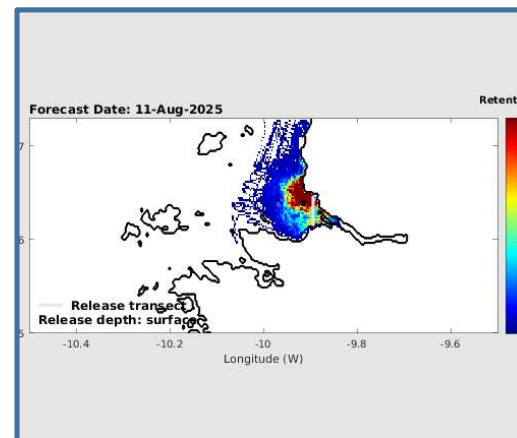 Retent
Forecast Date: 11-Aug-2025
7
6
Release transect
Release depth: surface
5
-10.4 -10.2 -10 -9.8 -9.6
Longitude (W)